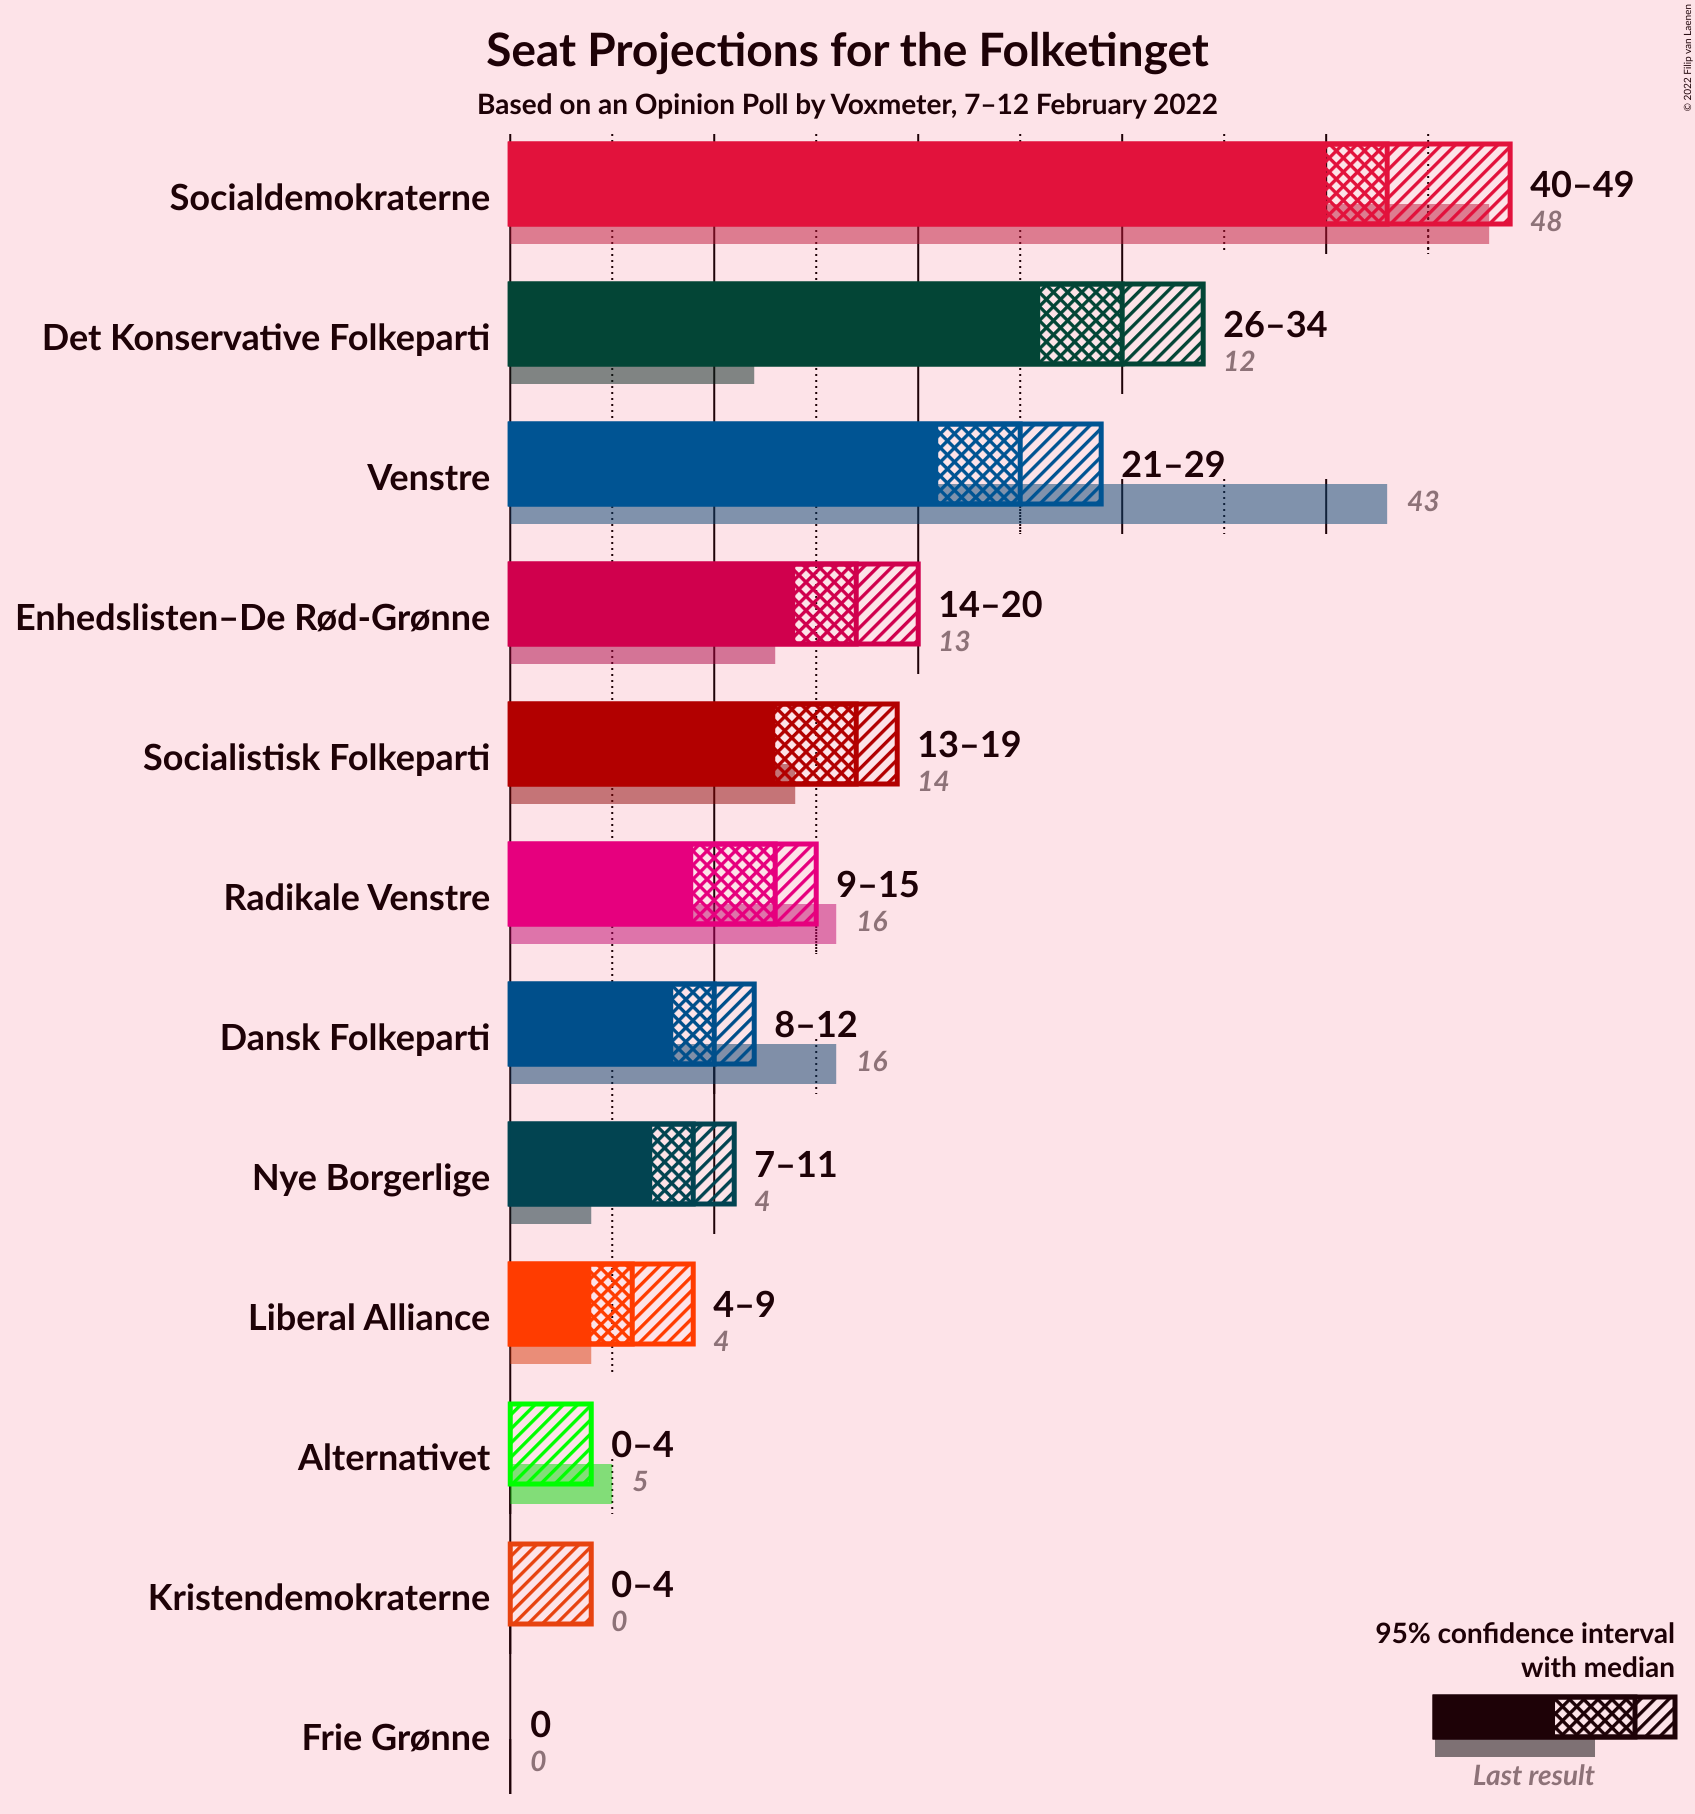 Seat Projections for the Folketinget
Based on an Opinion Poll by Voxmeter, 7–12 February 2022
© 2022 Filip van Laenen
Socialdemokraterne
40–49
48
Det Konservative Folkeparti
26–34
12
Venstre
21–29
43
Enhedslisten–De Rød-Grønne
14–20
13
Socialistisk Folkeparti
13–19
14
Radikale Venstre
9–15
16
Dansk Folkeparti
8–12
16
Nye Borgerlige
7–11
4
Liberal Alliance
4–9
4
Alternativet
0–4
5
Kristendemokraterne
0–4
0
Frie Grønne
0
0
95% confidence interval
with median
Last result